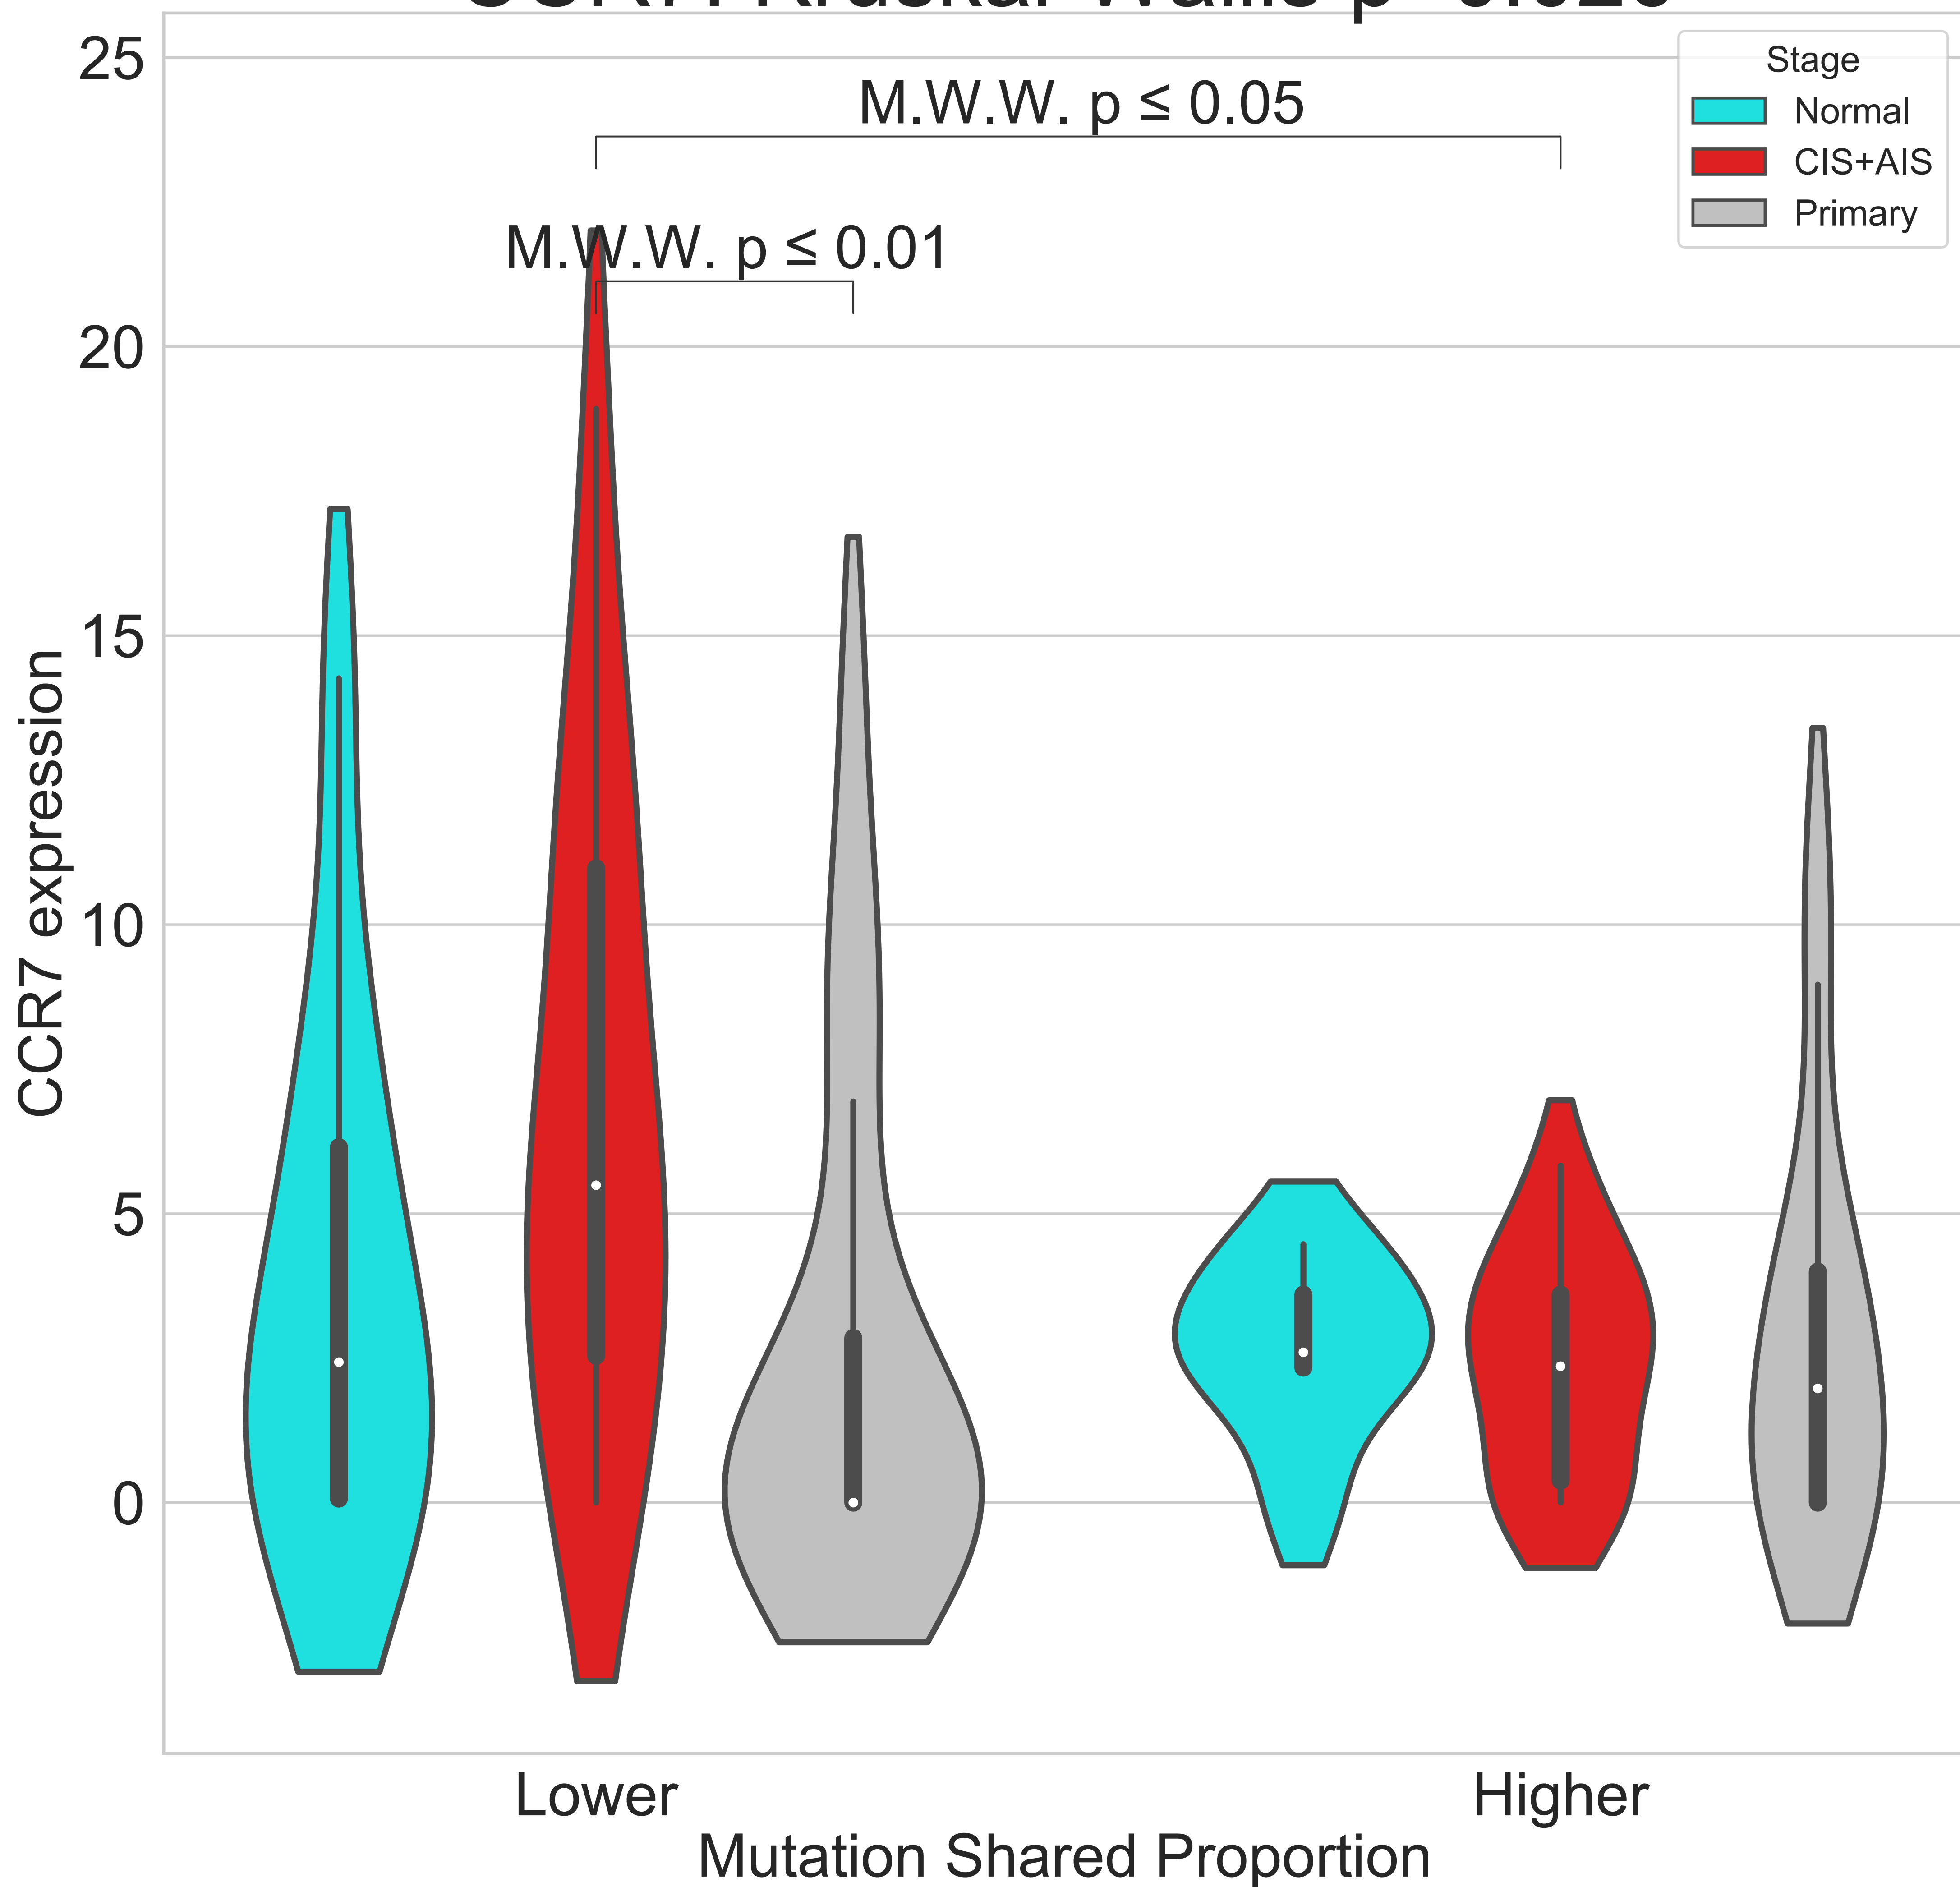 25
M.W.W. p ≤ 0.05
M.W.W. p ≤ 0.01
20
15
10
5
0
CCR7 expression
Stage
Normal
CIS+AIS
Primary
Lower
Higher
Mutation Shared Proportion